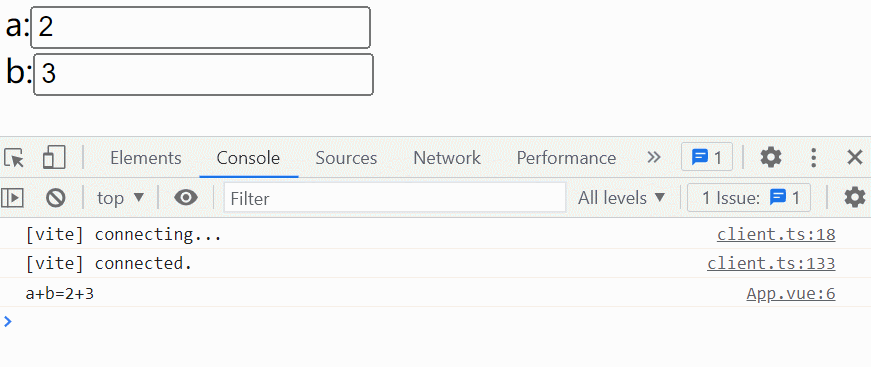 a: 2
b: 3
Elements Console Sources Network Performance 1
top Filter All levels 1 Issue: 1
[vite] connecting... client.ts:18
[vite] connected. client.ts:133
a+b=2+3 App.vue:6